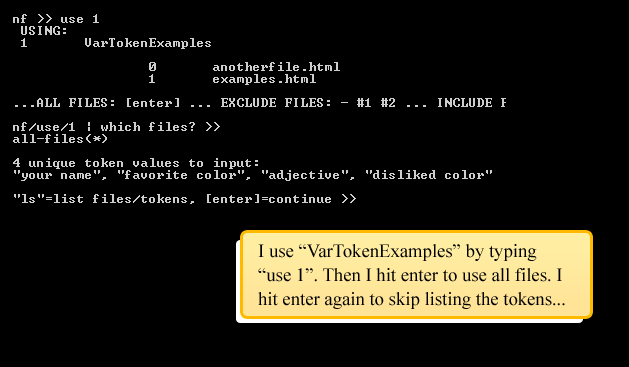 nf >> use 1
USING:
1 VarTokenExamples
0 anotherfile.html
1 examples.html
...ALL FILES: [enter] ... EXCLUDE FILES: - #1 #2 ... INCLUDE F
nf/use/1 ¦ which files? >>
all-files(*)
4 unique token values to input:
"your name", "favorite color", "adjective", "disliked color"
"ls"=list files/tokens, [enter]=continue >>
I use “VarTokenExamples” by typing
“use 1”. Then I hit enter to use all files. I
hit enter again to skip listing the tokens...